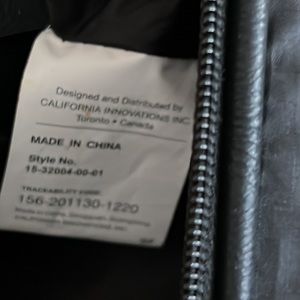 Designed and Distributed by
CALIFORNIA INNOVATIONS INC.
Toronto • Canada
MADE IN CHINA
Style No.
15-32004-00-01
TRACEABILITY CODE:
156-201130-1220